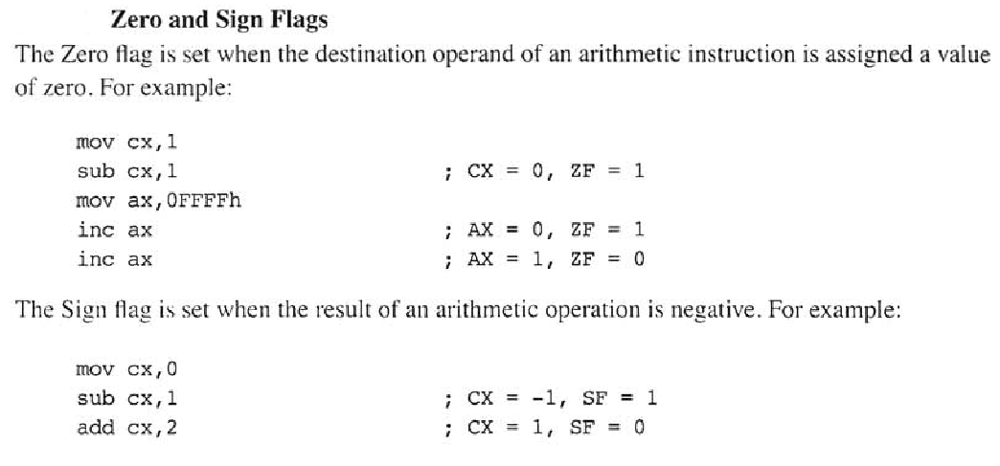 Zero and Sign Flags
The Zero flag is set when the destination operand of an arithmetic instruction is assigned a value
of zero. For example:
mov cx,1
sub cx,1 ; CX = 0, ZF = 1
mov ax,0FFFFh
inc ax ; AX = 0, ZF = 1
inc ax ; AX = 1, ZF = 0
The Sign flag is set when the result of an arithmetic operation is negative. For example:
mov cx,0
sub cx,1 ; CX = -1, SF = 1
add cx,2 ; CX = 1, SF = 0